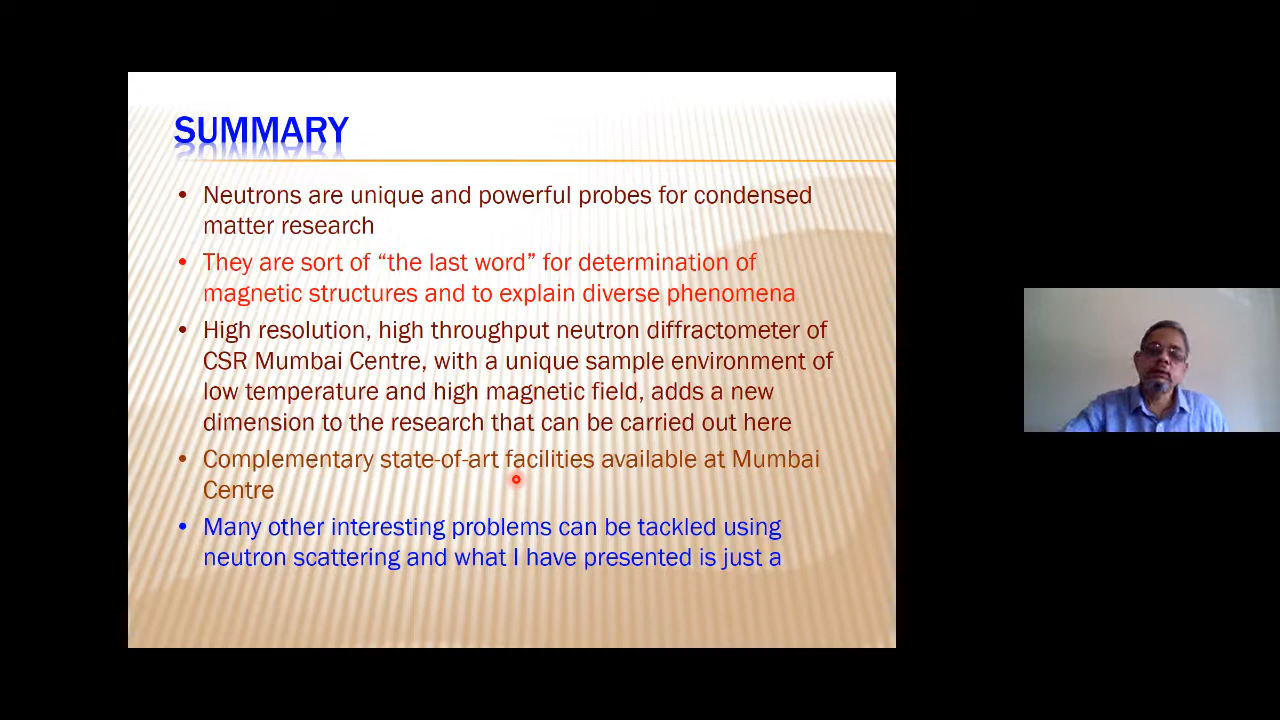 SUMMARY
• Neutrons are unique and powerful probes for condensed
matter research
• They are sort of “the last word” for determination of
magnetic structures and to explain diverse phenomena
• High resolution, high throughput neutron diffractometer of
CSR Mumbai Centre, with a unique sample environment of
low temperature and high magnetic field, adds a new
dimension to the research that can be carried out here
• Complementary state-of-art facilities available at Mumbai
Centre
• Many other interesting problems can be tackled using
neutron scattering and what I have presented is just a